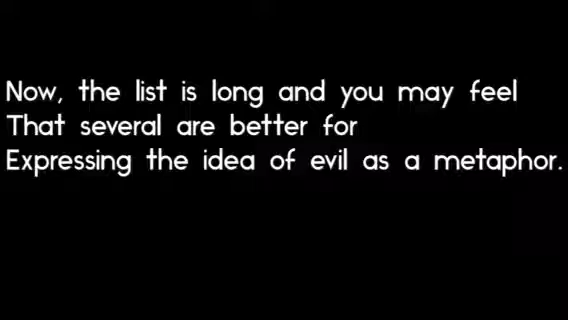 Now, the list is long and you may feel
That several are better for
Expressing the idea of evil as a metaphor.